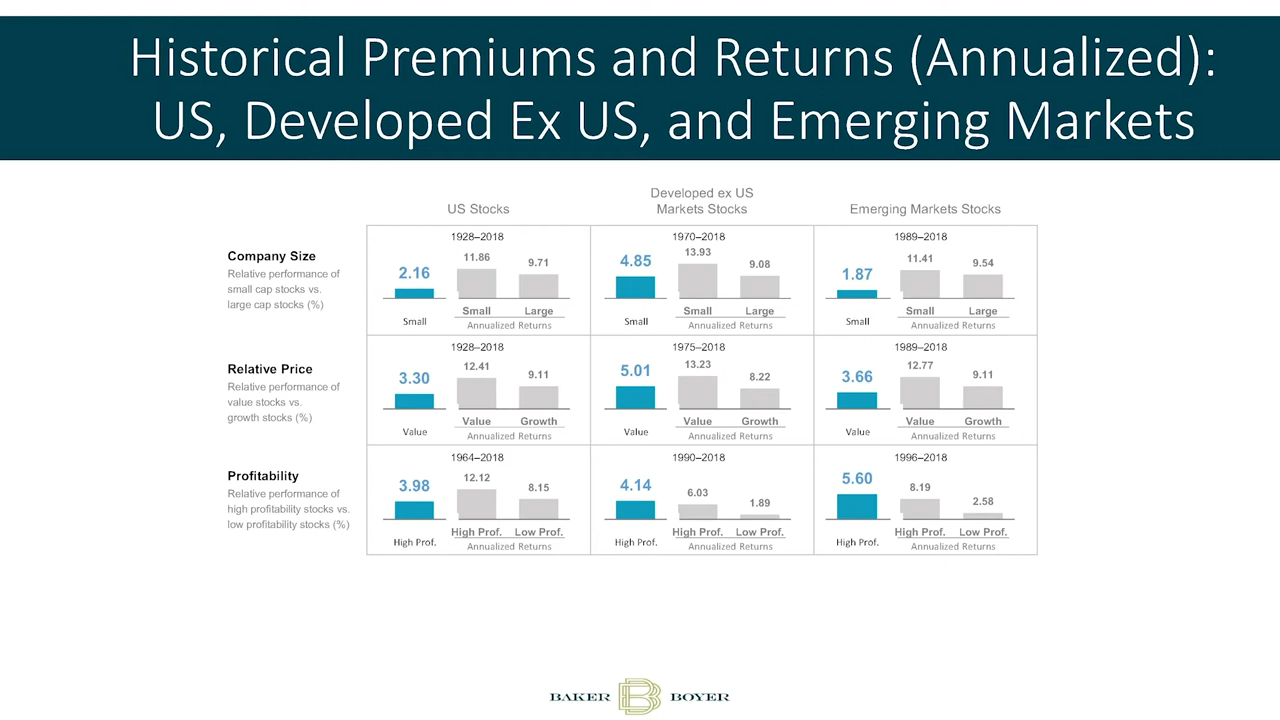 Historical Premiums and Returns (Annualized):
US, Developed Ex US, and Emerging Markets
US Stocks
Developed ex US
Markets Stocks
Emerging Markets Stocks
Company Size
Relative performance of
small cap stocks vs.
large cap stocks (%)
1928–2018
2.16
11.86
9.71
Small
Small
Large
Annualized Returns
1970–2018
4.85
13.93
9.08
Small
Small
Large
Annualized Returns
1989–2018
1.87
11.41
9.54
Small
Small
Large
Annualized Returns
Relative Price
Relative performance of
value stocks vs.
growth stocks (%)
1928–2018
3.30
12.41
9.11
Value
Value
Growth
Annualized Returns
1975–2018
5.01
13.23
8.22
Value
Value
Growth
Annualized Returns
1989–2018
3.66
12.77
9.11
Value
Value
Growth
Annualized Returns
Profitability
Relative performance of
high profitability stocks vs.
low profitability stocks (%)
1964–2018
3.98
12.12
8.15
High Prof.
High Prof.
Low Prof.
Annualized Returns
1990–2018
4.14
6.03
1.89
High Prof.
High Prof.
Low Prof.
Annualized Returns
1996–2018
5.60
8.19
2.58
High Prof.
High Prof.
Low Prof.
Annualized Returns
BAKER B BOYER